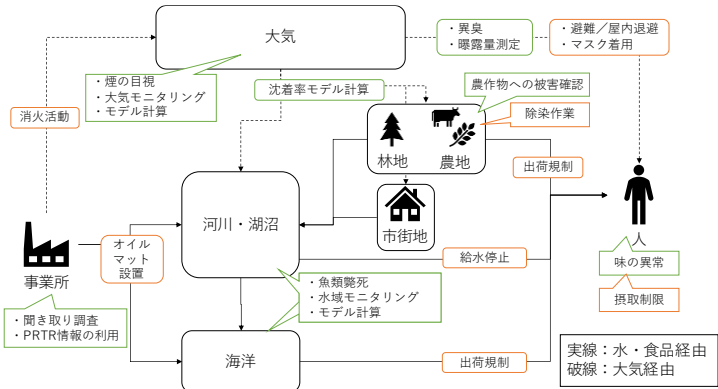 大気
・異臭
・曝露量測定
・避難／屋内退避
・マスク着用
・煙の目視
・大気モニタリング
・モデル計算
沈着率モデル計算
農作物への被害確認
消火活動
除染作業
林地
農地
出荷規制
河川・湖沼
市街地
人
オイル
マット
設置
給水停止
事業所
味の異常
・魚類斃死
・水域モニタリング
・モデル計算
摂取制限
・聞き取り調査
・PRTR情報の利用
海洋
出荷規制
実線：水・食品経由
破線：大気経由